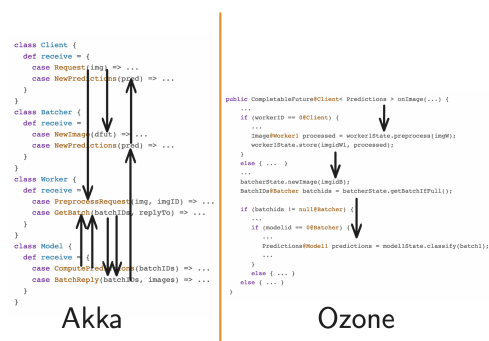 class Client {
def receive = {
case Request(img) => ...
case NewPredictions(pred) => ...
}
}
class Batcher {
def receive =
case NewImage(dfut) => ...
case NewPredictions(pred) => ...
}
}
class Worker {
def receive =
case PreprocessRequest(img, imgID) => ...
case GetBatch(batchIDs, replyTo) => ...
}
}
class Model {
def receive = {
case ComputePredictions(batchIDs) => ...
case BatchReply(batchIDs, images) => ...
}
}
Akka
public CompletableFuture@Client< Predictions > onImage(...) {
...
if (workerID == 0@Client) {
...
Image@Worker1 processed = worker1State.preprocess(imgW);
worker1State.store(imgidW1, processed);
}
else { ... }
...
batcherState.newImage(imgidB);
BatchIDs@Batcher batchids = batcherState.getBatchIfFull();
if (batchids != null@Batcher) {
...
if (modelid == 0@Batcher) {
...
Predictions@Model1 predictions = model1State.classify(batch1);
...
}
else { ... }
else { ... }
}
Ozone